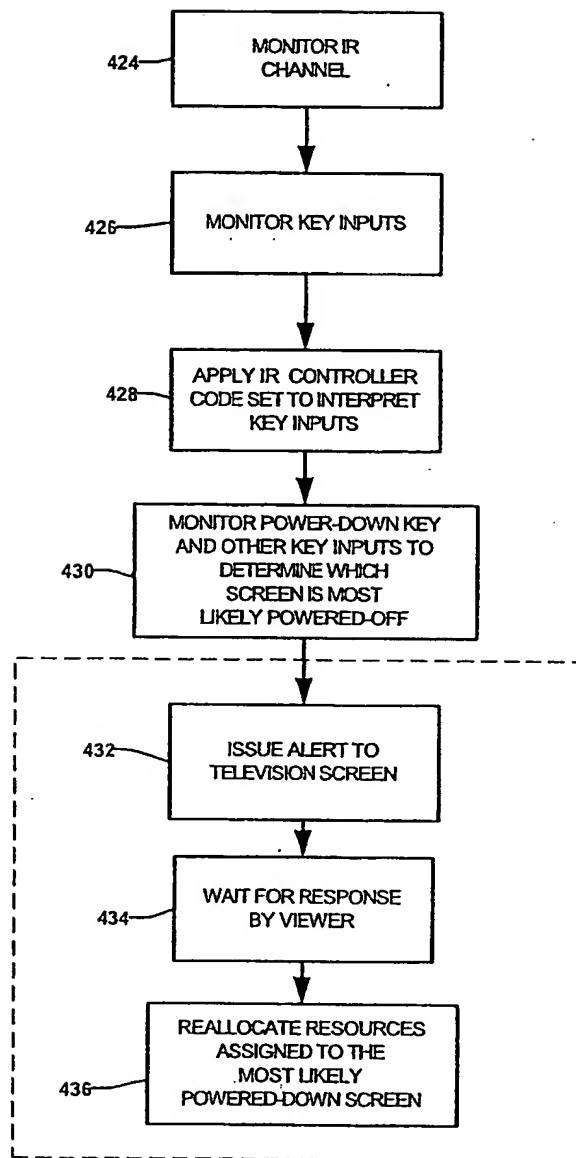 424
MONITOR IR
CHANNEL
426
MONITOR KEY INPUTS
428
APPLY IR CONTROLLER
CODE SET TO INTERPRET
KEY INPUTS
430
MONITOR POWER-DOWN KEY
AND OTHER KEY INPUTS TO
DETERMINE WHICH
SCREEN IS MOST
LIKELY POWERED-OFF
432
ISSUE ALERT TO
TELEVISION SCREEN
434
WAIT FOR RESPONSE
BY VIEWER
436
REALLOCATE RESOURCES
ASSIGNED TO THE
MOST LIKELY
POWERED-DOWN SCREEN